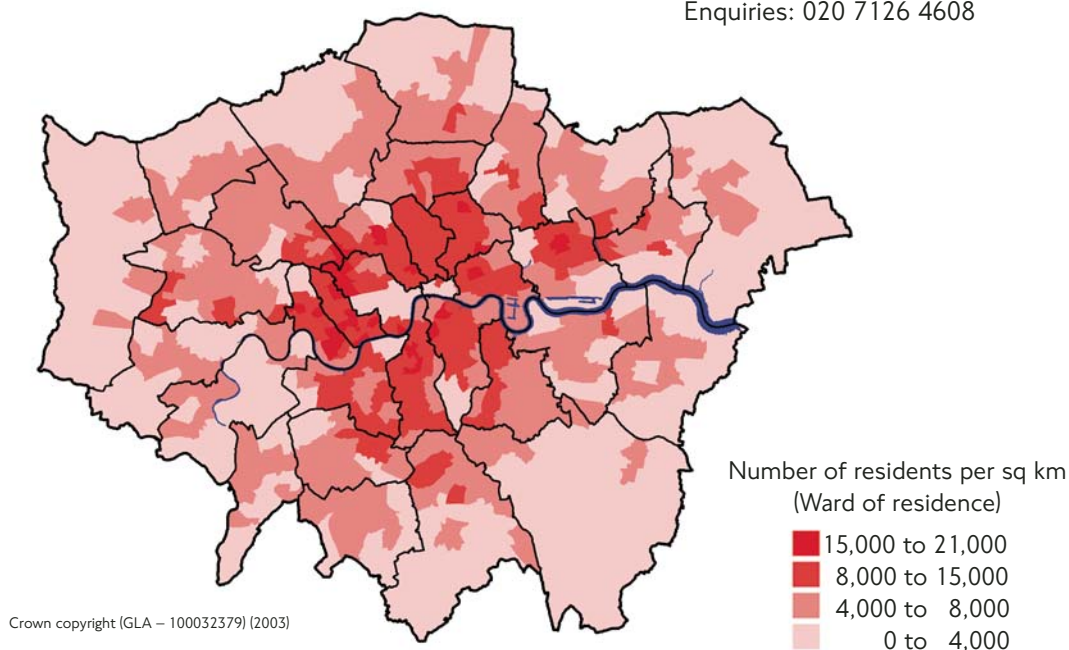 Enquiries: 020 7126 4608
Number of residents per sq km
(Ward of residence)
15,000 to 21,000
8,000 to 15,000
4,000 to 8,000
0 to 4,000
Crown copyright (GLA – 100032379) (2003)